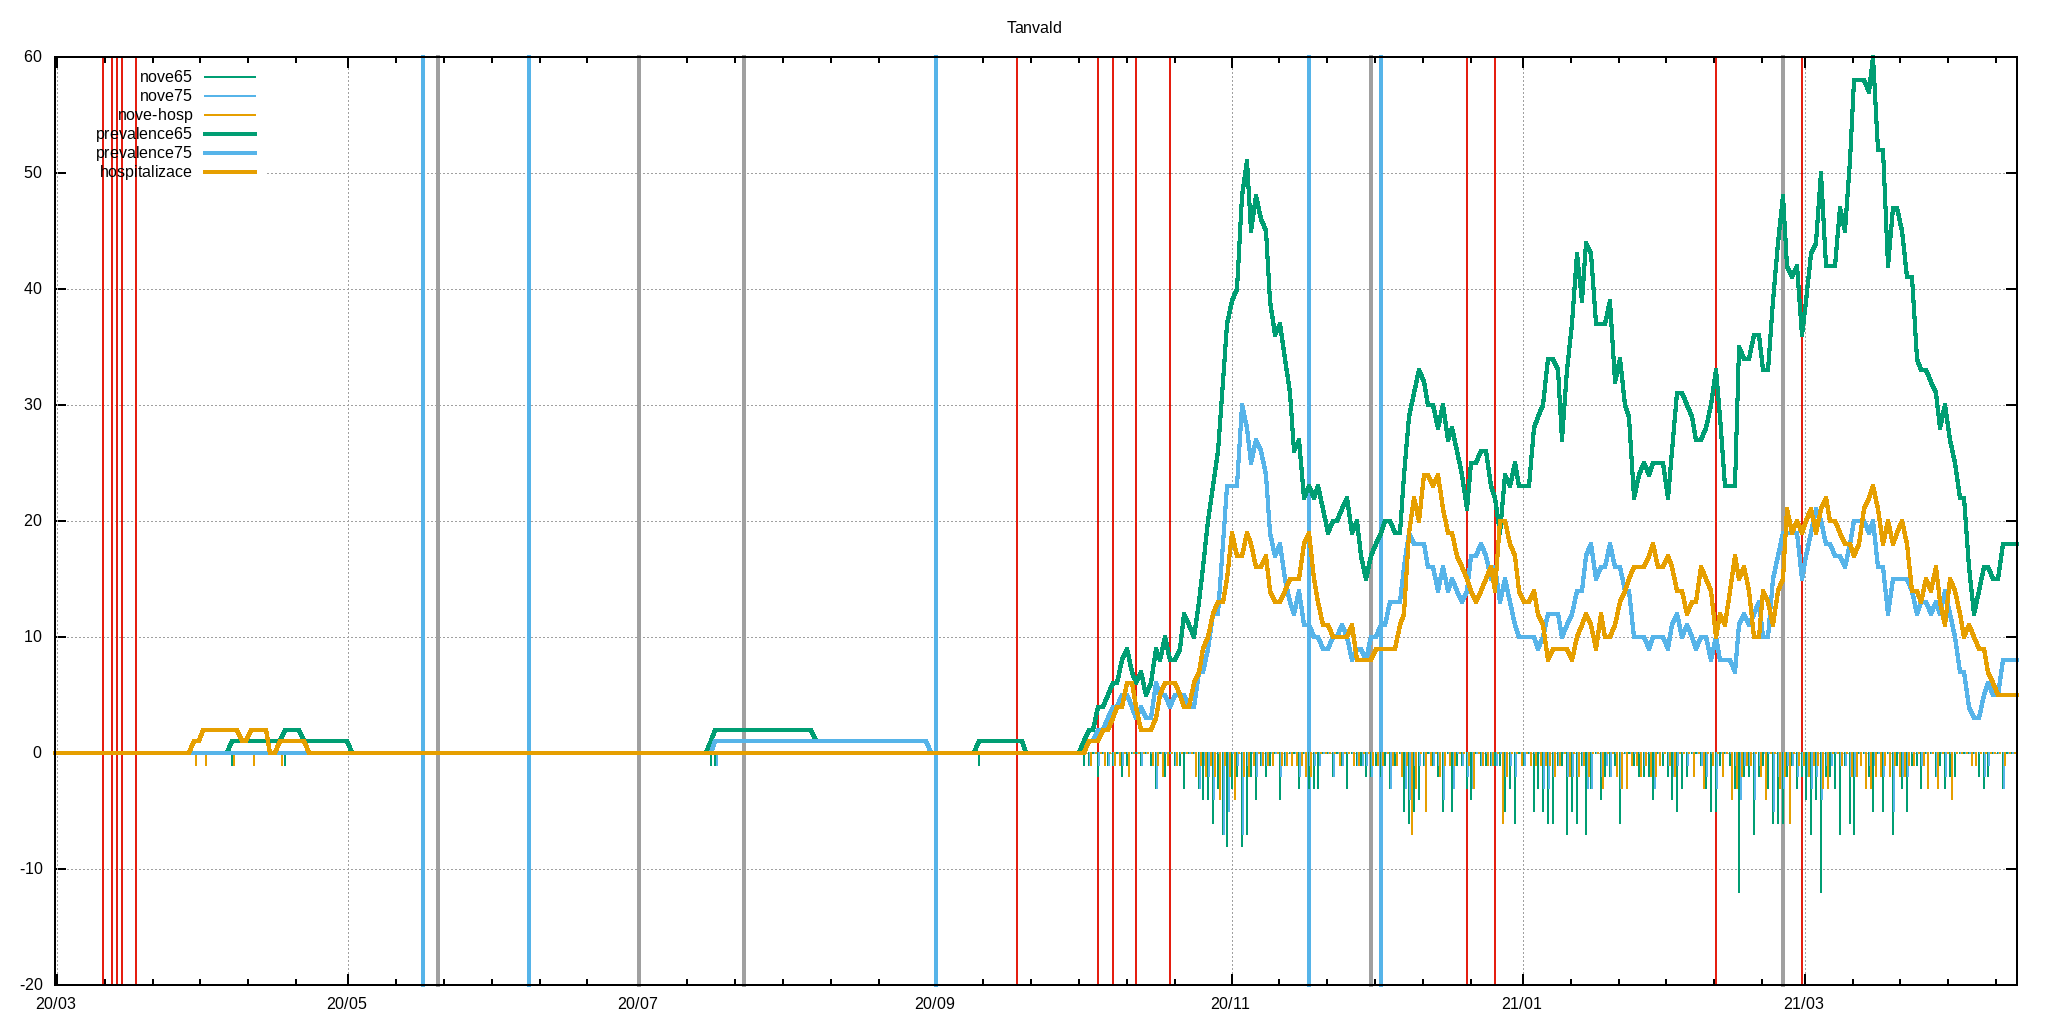 Tanvald
60
50
40
30
20
10
0
-10
-20
nove65
nove75
nove-hosp
prevalence65
prevalence75
hospitalizace
20/03 20/05 20/07 20/09 20/11 21/01 21/03